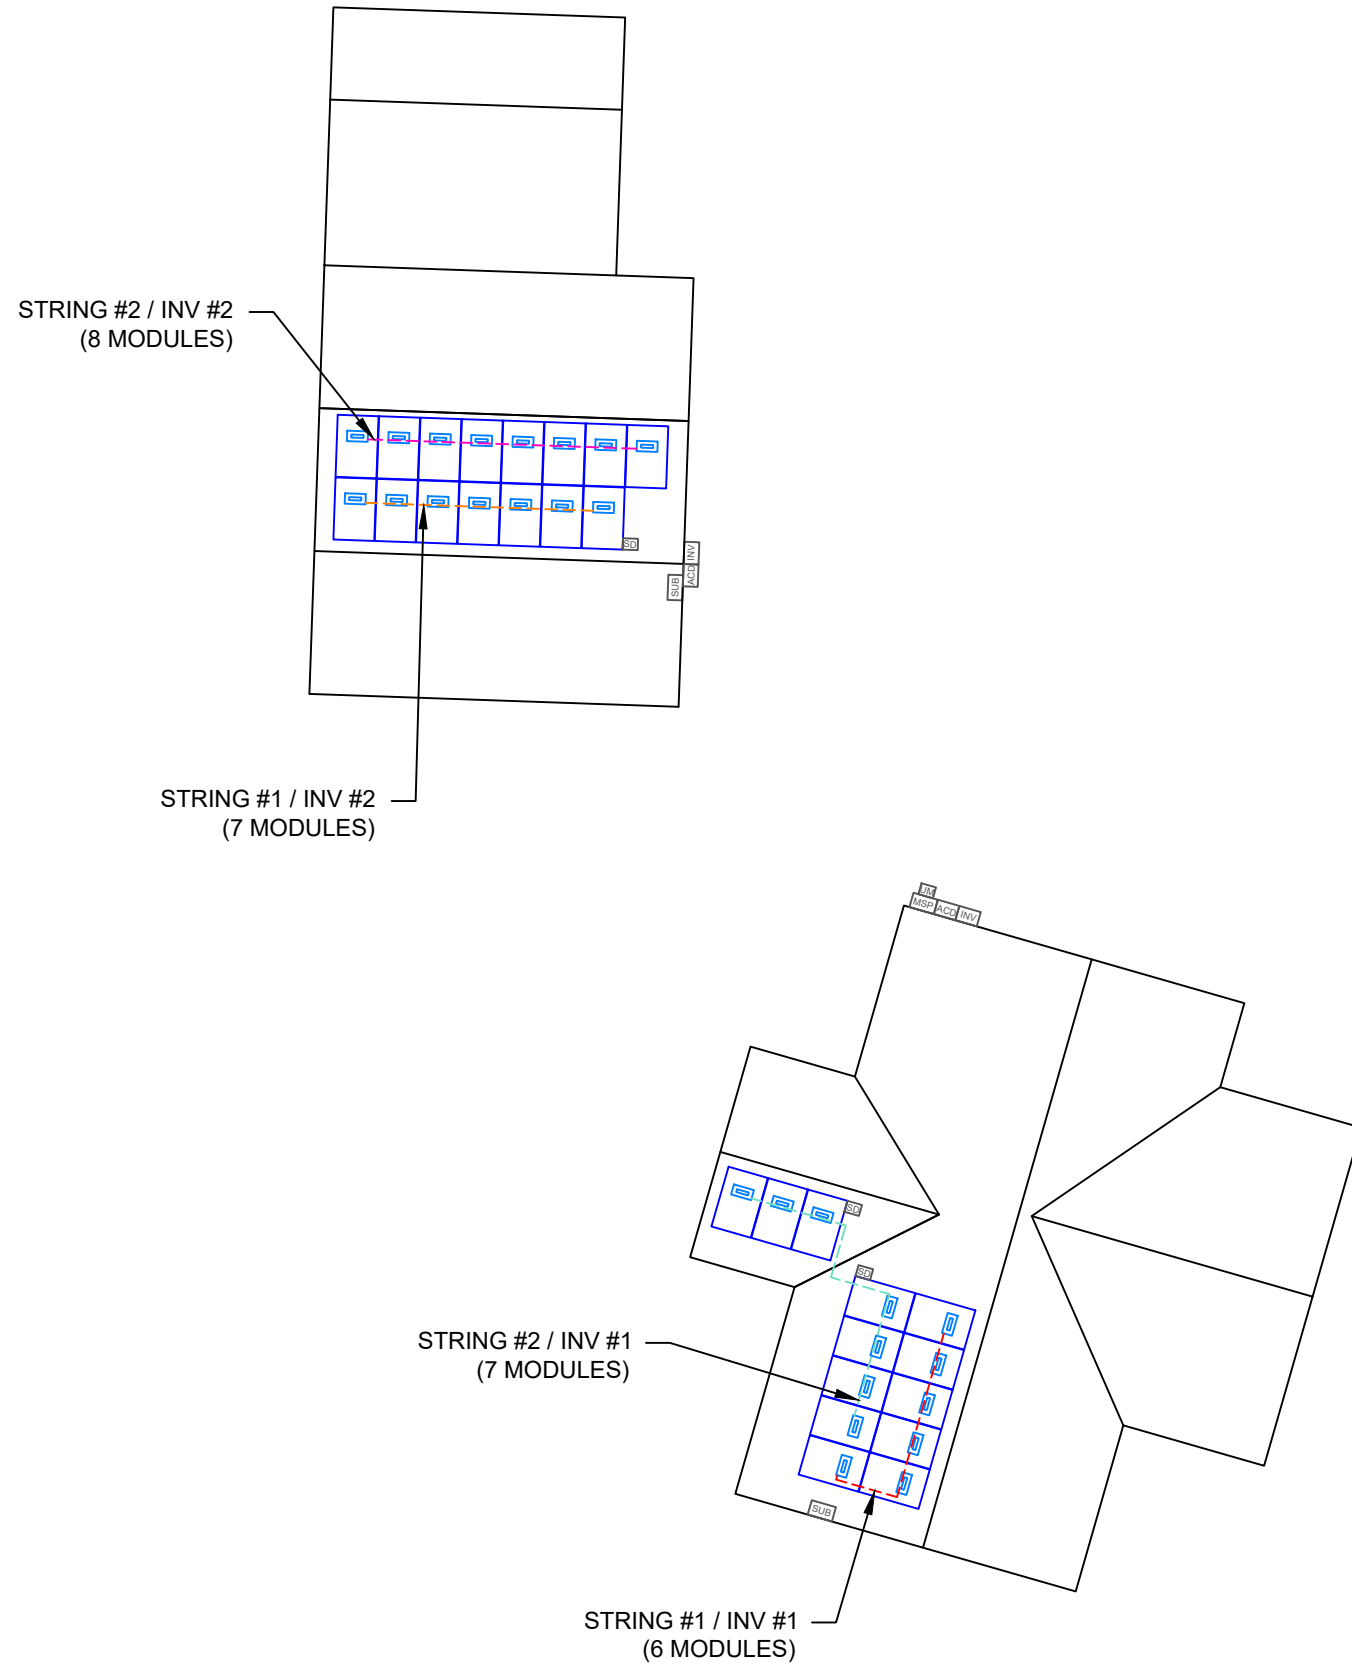 STRING #2 / INV #2
(8 MODULES)
SD
INV
ACD
SUB
STRING #1 / INV #2
(7 MODULES)
UM
MSP ACD INV
SD
SD
STRING #2 / INV #1
(7 MODULES)
SUB
STRING #1 / INV #1
(6 MODULES)